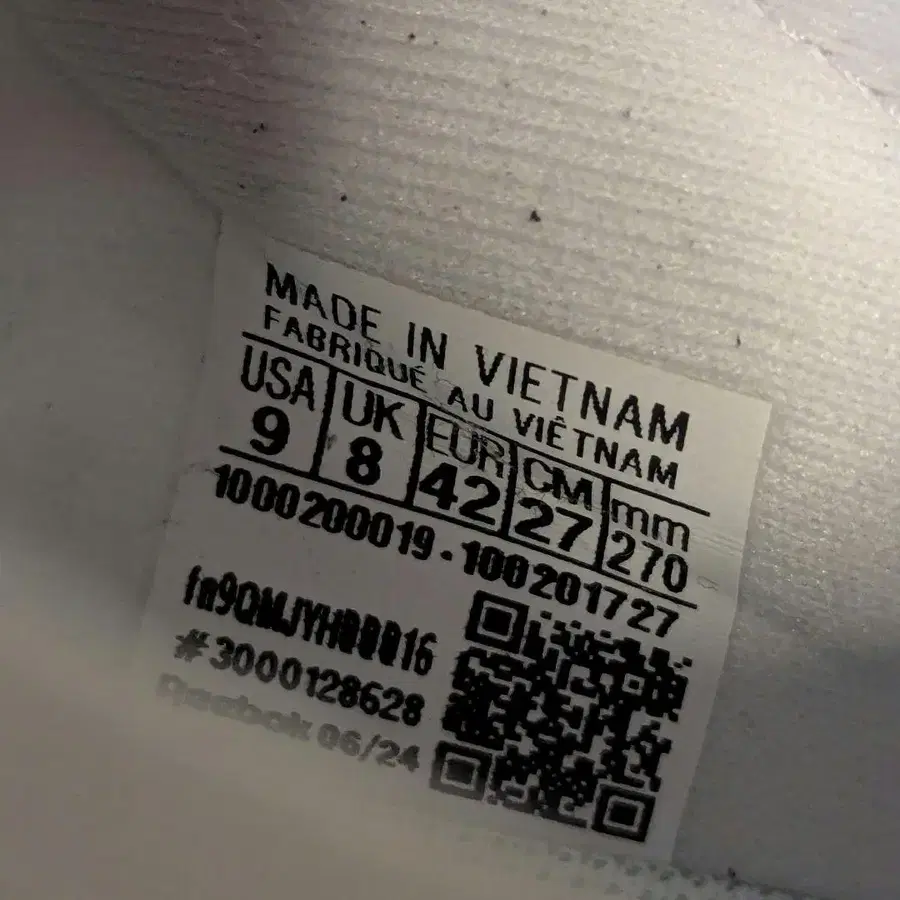 MADE IN VIETNAM
FABRIQUÉ AU VIÊTNAM
USA UK EUR CM mm
9 8 42 27 270
1000200019 - 100201727
#3000128628
Reebok 06/24